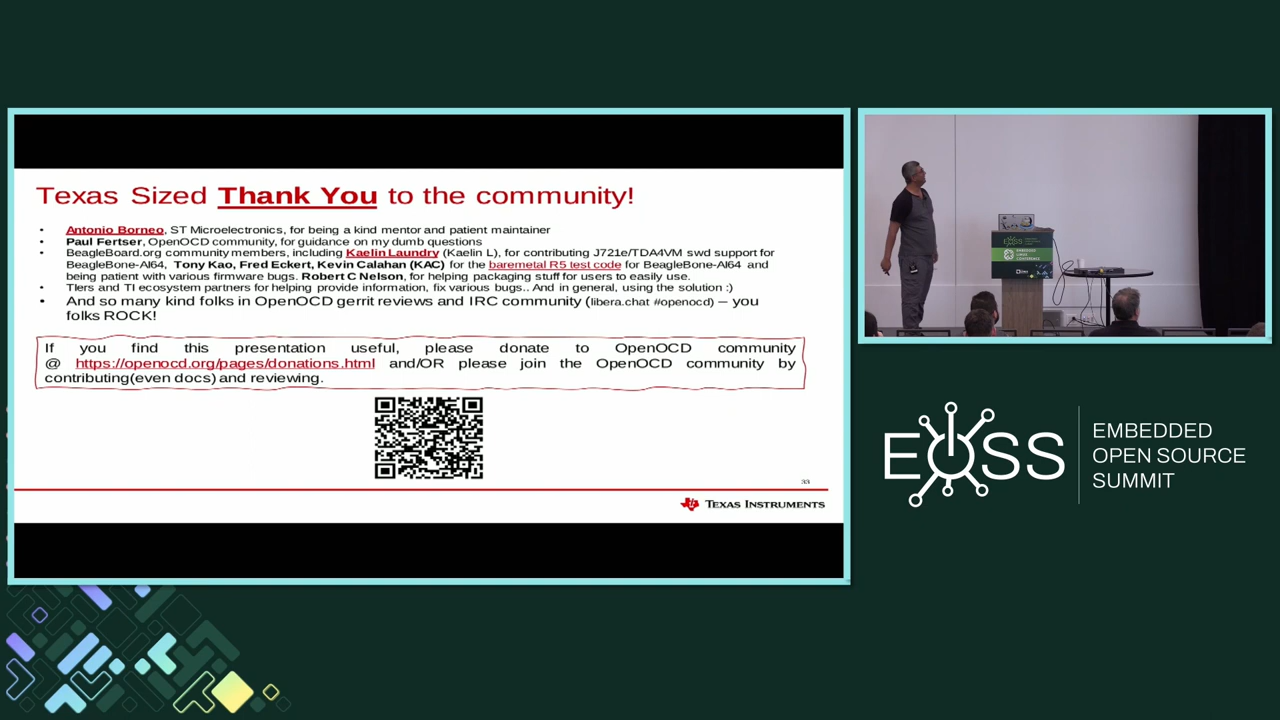 Texas Sized Thank You to the community!
• Antonio Borneo, ST Microelectronics, for being a kind mentor and patient maintainer
• Paul Fertser, OpenOCD community, for guidance on my dumb questions
• BeagleBoard.org community members, including Kaelin Laundry (Kaelin L), for contributing J721e/TDA4VM swd support for
BeagleBone-AI64, Tony Kao, Fred Eckert, Kevin Calahan (KAC) for the baremetal R5 test code for BeagleBone-AI64 and
being patient with various firmware bugs. Robert C Nelson, for helping packaging stuff for users to easily use.
• TIers and TI ecosystem partners for helping provide information, fix various bugs.. And in general, using the solution :)
• And so many kind folks in OpenOCD gerrit reviews and IRC community (libera.chat #openocd) – you
folks ROCK!
If you find this presentation useful, please donate to OpenOCD community
@ https://openocd.org/pages/donations.html and/OR please join the OpenOCD community by
contributing(even docs) and reviewing.
33
TEXAS INSTRUMENTS
EOSS
EOSS
EMBEDDED
OPEN SOURCE
SUMMIT